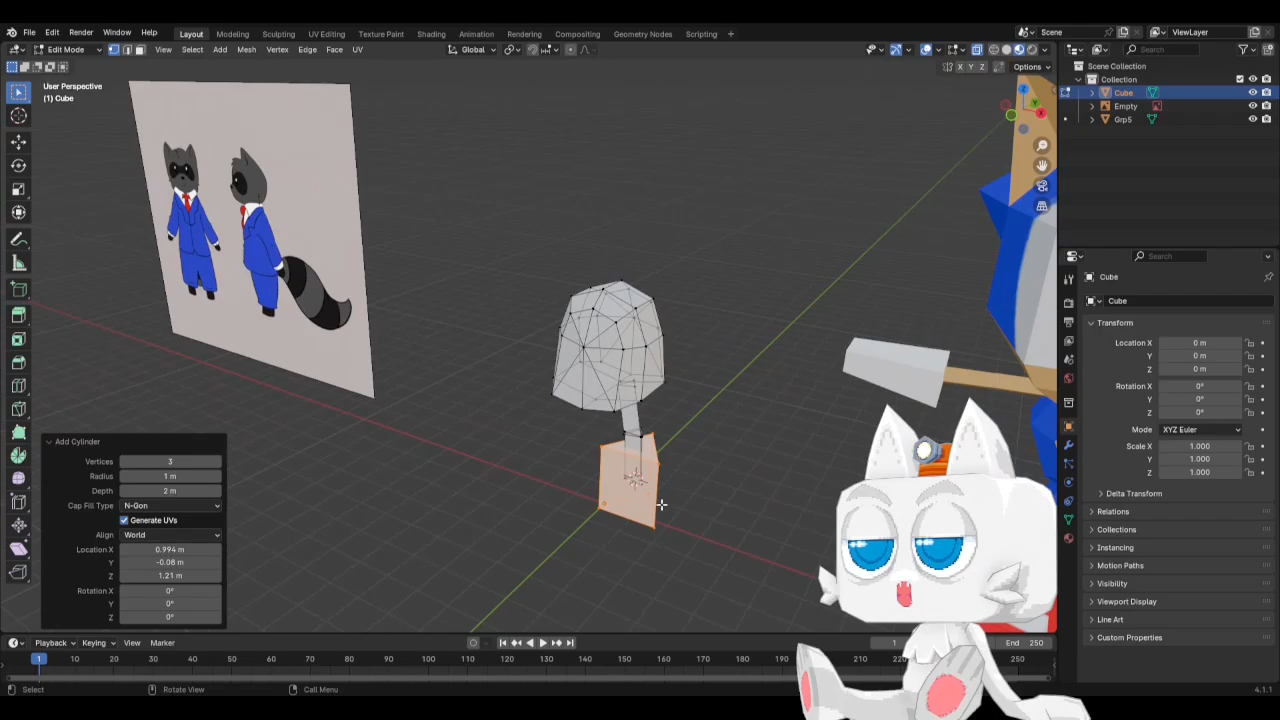 File Edit Render Window Help Layout Modeling Sculpting UV Editing Texture Paint Shading Animation Rendering Compositing Geometry Nodes Scripting + Scene ViewLayer
Edit Mode View Select Add Mesh Vertex Edge Face UV Global Search
X Y Z Options
Scene Collection
Collection
Cube
Empty
Grp5
User Perspective
(1) Cube
Z
Y
X
Search
Cube
Cube
Transform
Location X 0 m
Y 0 m
Z 0 m
Rotation X 0°
Y 0°
Z 0°
Mode XYZ Euler
Scale X 1.000
Y 1.000
Z 1.000
Delta Transform
Relations
Collections
Instancing
Motion Paths
Visibility
Viewport Display
Line Art
Custom Properties
Add Cylinder
Vertices 3
Radius 1 m
Depth 2 m
Cap Fill Type N-Gon
Generate UVs
Align World
Location X 0.994 m
Y -0.08 m
Z 1.21 m
Rotation X 0°
Y 0°
Z 0°
Playback Keying View Marker 1 End 250
1 10 20 30 40 50 60 70 80 90 100 110 120 130 140 150 160 170 180 190 200 210 250
Select Rotate View Call Menu 4.1.1